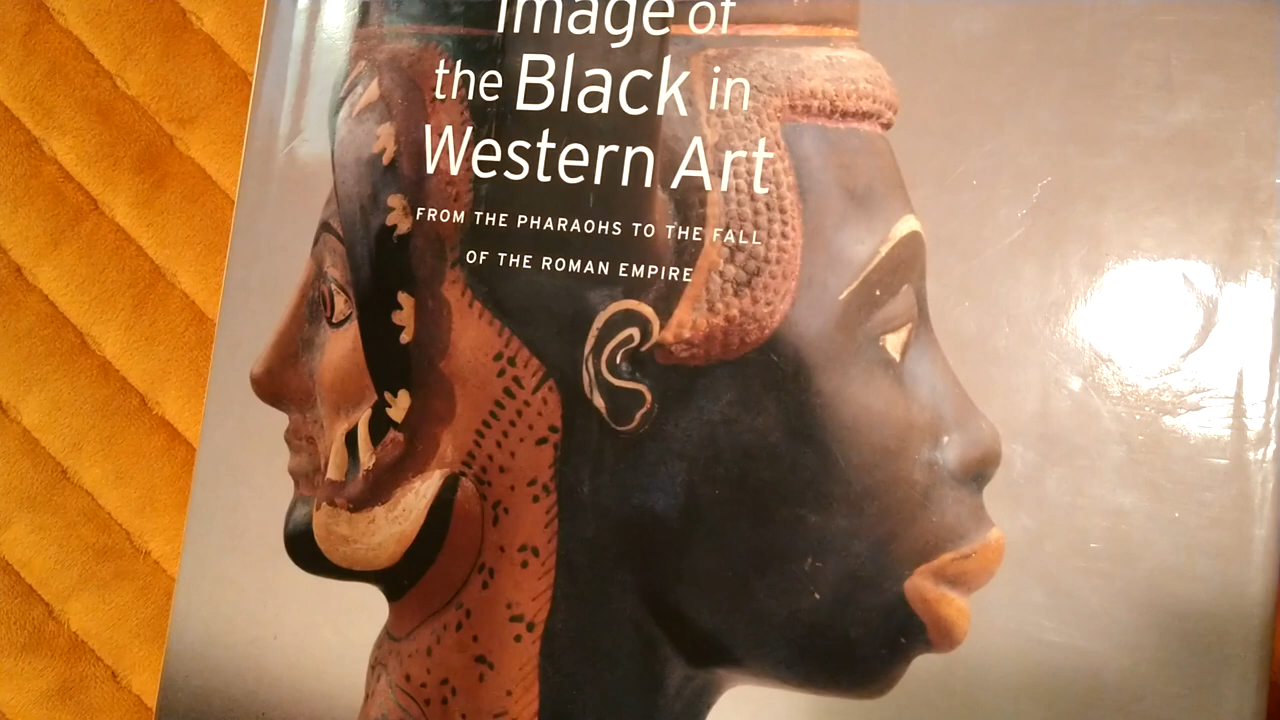 Image of
the Black in
Western Art
FROM THE PHARAOHS TO THE FALL
OF THE ROMAN EMPIRE